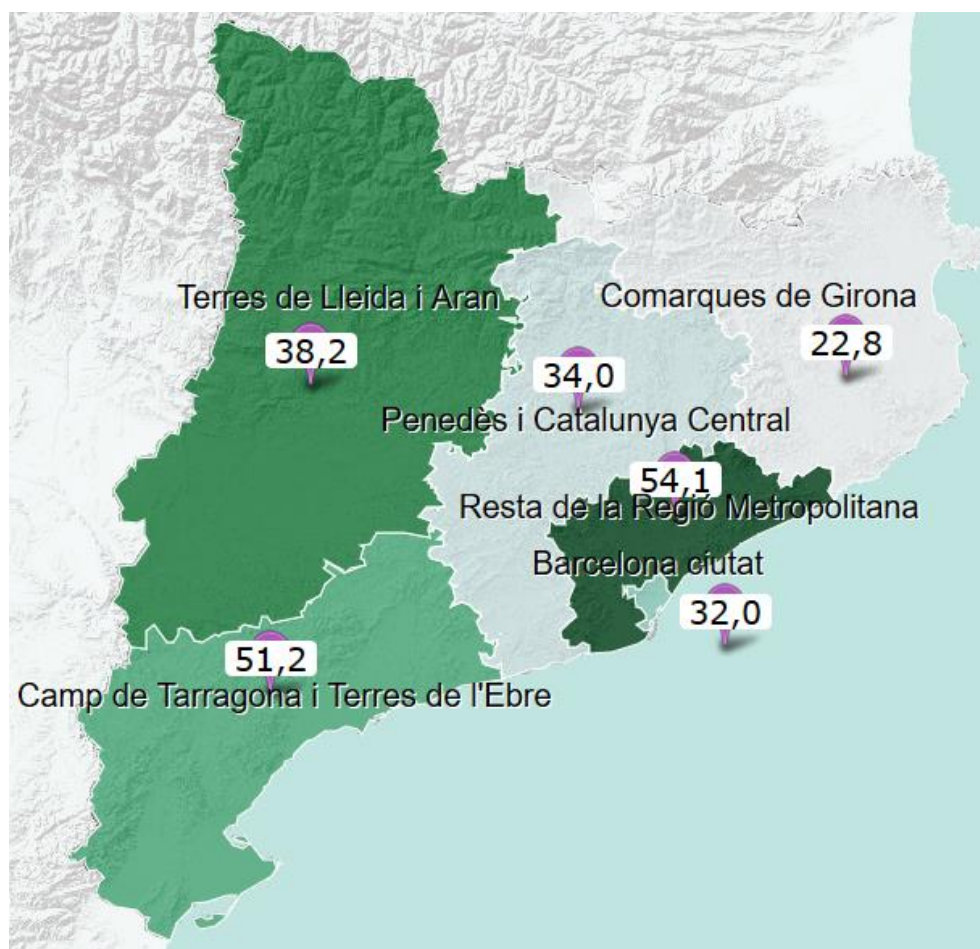 Terres de Lleida i Aran
38,2
Comarques de Girona
22,8
34,0
Penedès i Catalunya Central
54,1
Resta de la Regió Metropolitana
Barcelona ciutat
32,0
51,2
Camp de Tarragona i Terres de l'Ebre